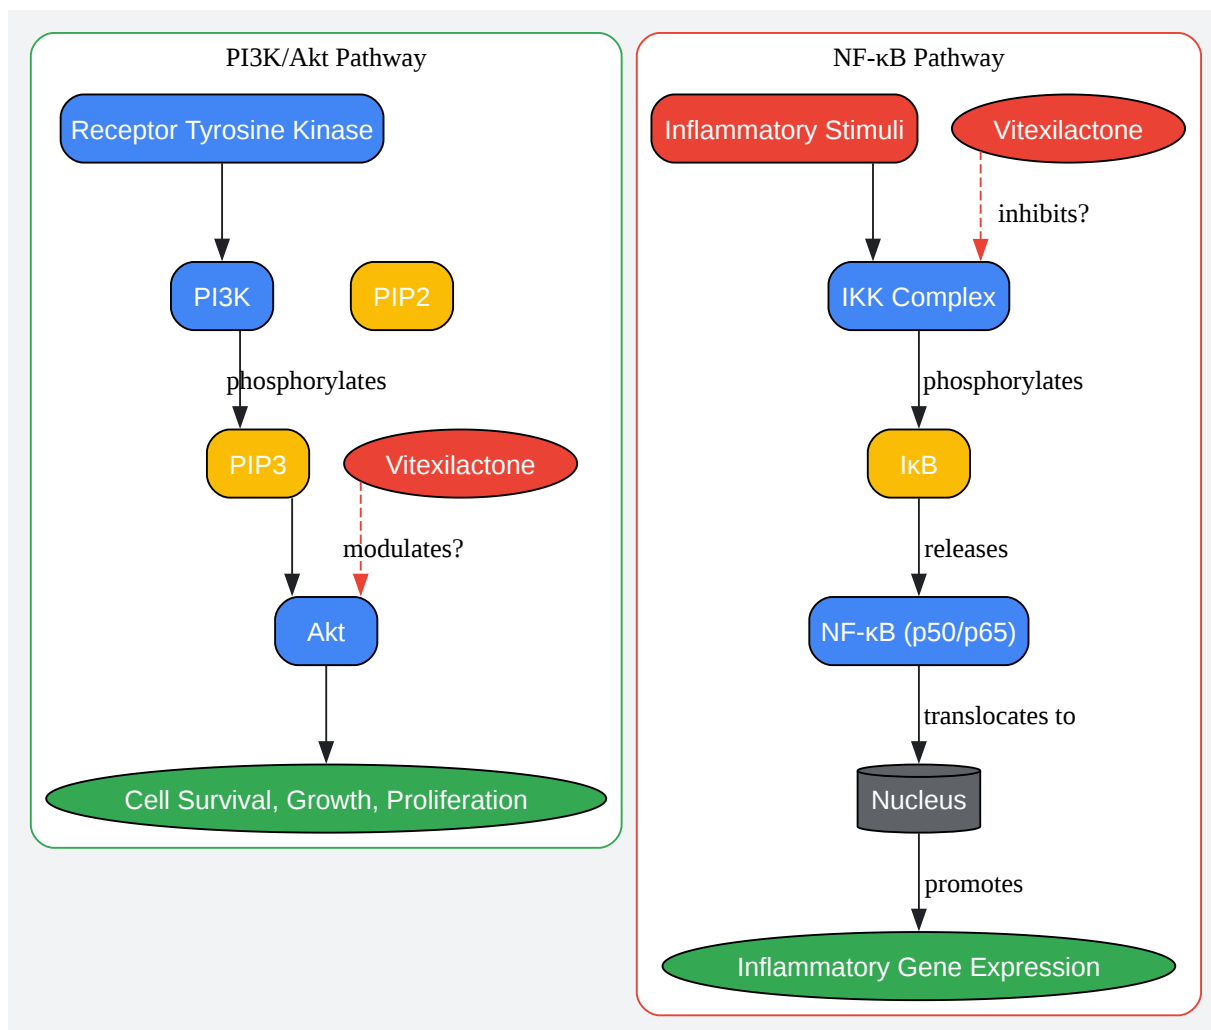 PI3K/Akt Pathway
Receptor Tyrosine Kinase
PI3K
PIP2
phosphorylates
PIP3
Vitexilactone
modulates?
Akt
Cell Survival, Growth, Proliferation
NF-κB Pathway
Inflammatory Stimuli
Vitexilactone
inhibits?
IKK Complex
phosphorylates
IκB
releases
NF-κB (p50/p65)
translocates to
Nucleus
promotes
Inflammatory Gene Expression